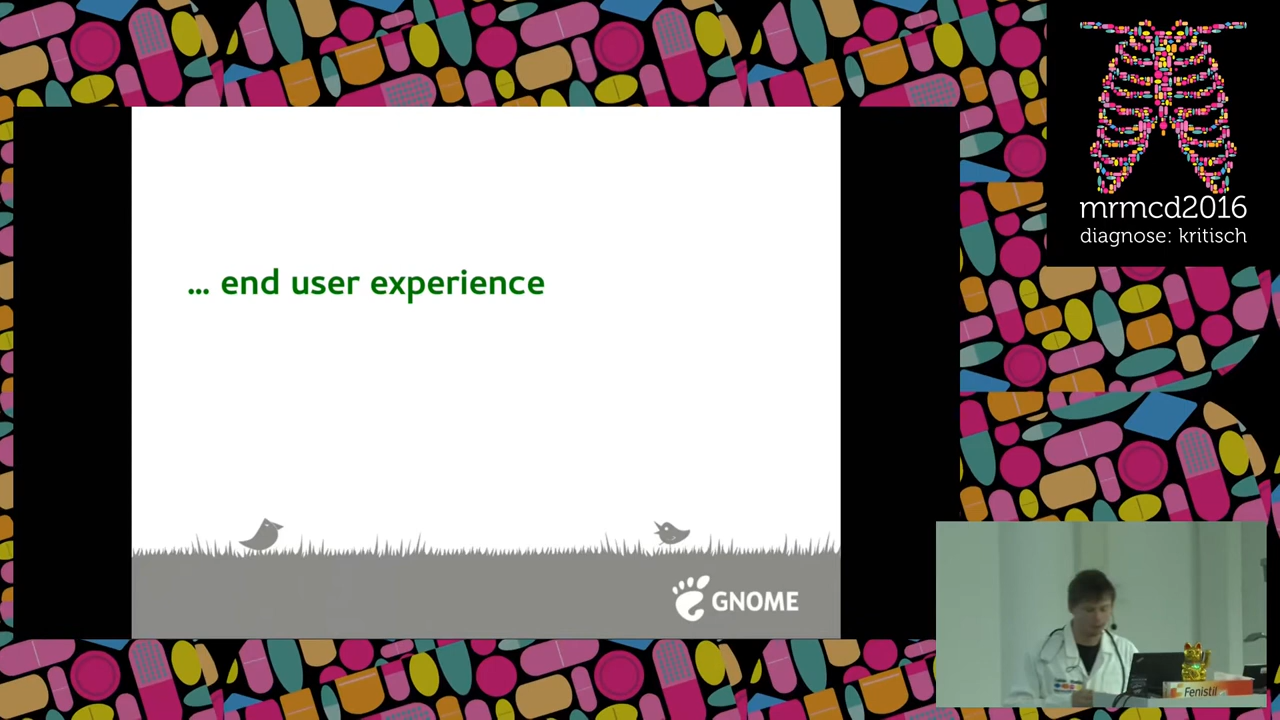 ... end user experience
GNOME
mrmcd2016
diagnose: kritisch
Fenistil